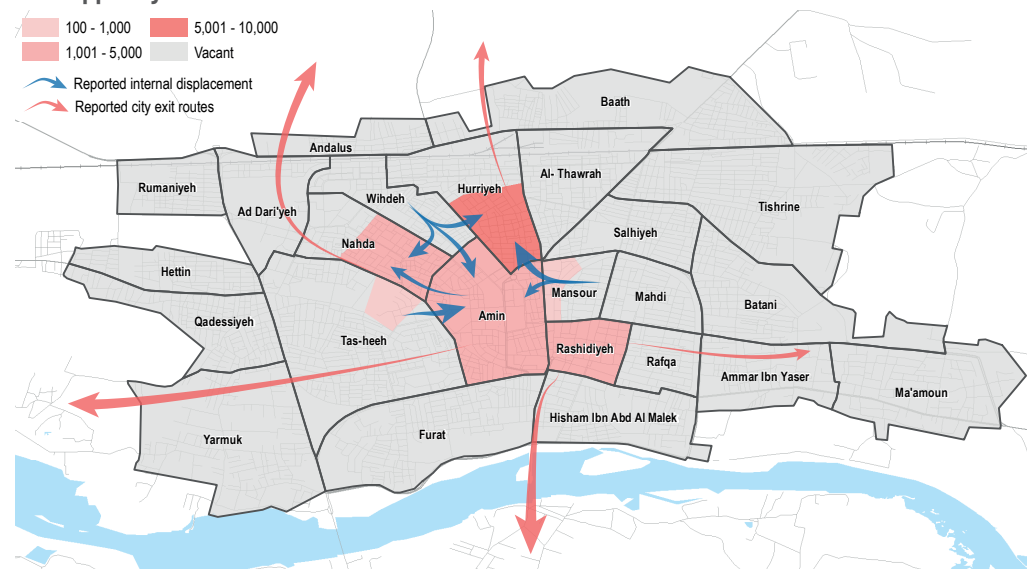 100 - 1,000
5,001 - 10,000
1,001 - 5,000
Vacant
Reported internal displacement
Reported city exit routes
Baath
Andalus
Al- Thawrah
Rumaniyeh
Hurriyeh
Wihdeh
Ad Dari'yeh
Tishrine
Salhiyeh
Nahda
Hettin
Mansour
Mahdi
Batani
Qadessiyeh
Amin
Tas-heeh
Rashidiyeh
Rafqa
Ammar Ibn Yaser
Ma'amoun
Hisham Ibn Abd Al Malek
Furat
Yarmuk